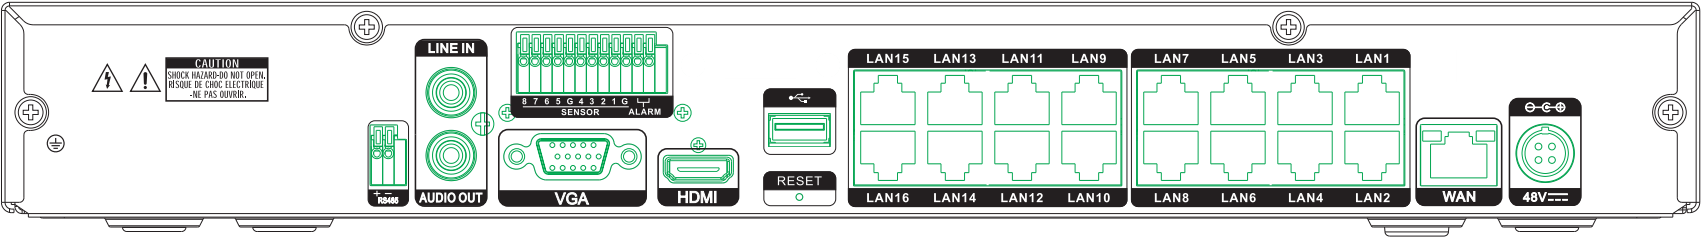 CAUTION
SHOCK HAZARD-DO NOT OPEN.
RISQUE DE CHOC ELECTRIQUE
-NE PAS OUVRIR.
+ -
RS485
LINE IN
AUDIO OUT
8 7 6 5 G 4 3 2 1 G
SENSOR
ALARM
VGA
HDMI
RESET
LAN15 LAN13 LAN11 LAN9
LAN16 LAN14 LAN12 LAN10
LAN7 LAN5 LAN3 LAN1
LAN8 LAN6 LAN4 LAN2
WAN
48V